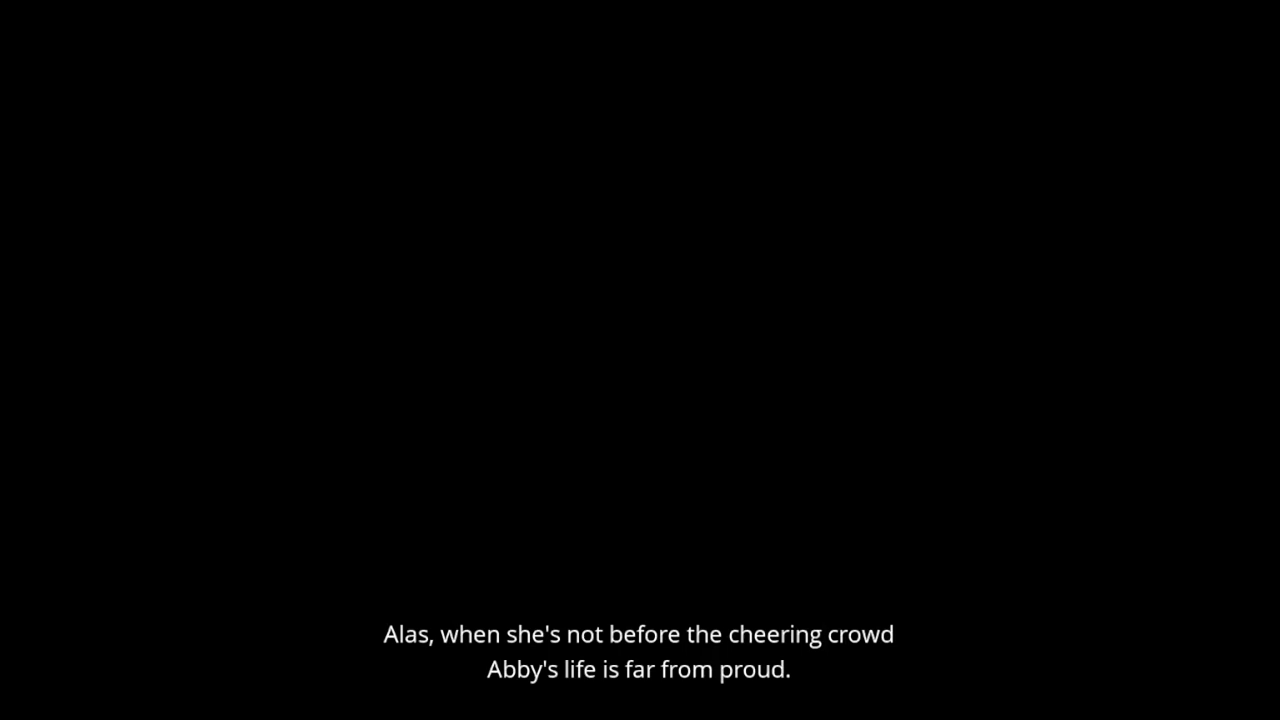 Alas, when she's not before the cheering crowd
Abby's life is far from proud.